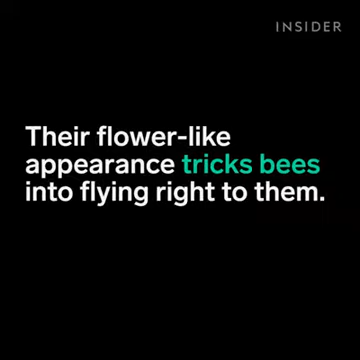 INSIDER
Their flower-like
appearance tricks bees
into flying right to them.